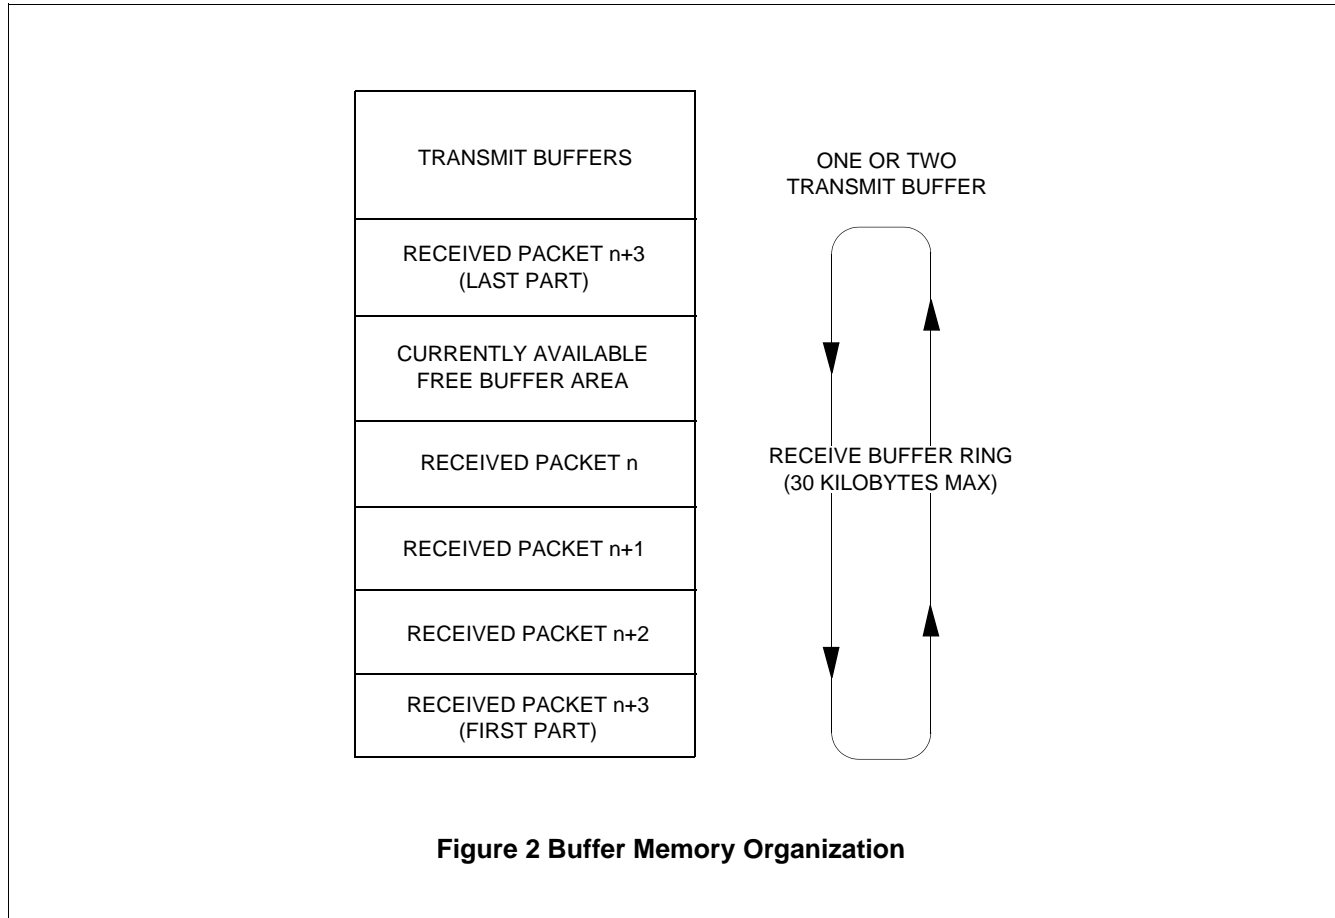 TRANSMIT BUFFERS
RECEIVED PACKET n+3
(LAST PART)
CURRENTLY AVAILABLE
FREE BUFFER AREA
RECEIVED PACKET n
RECEIVED PACKET n+1
RECEIVED PACKET n+2
RECEIVED PACKET n+3
(FIRST PART)
ONE OR TWO
TRANSMIT BUFFER
RECEIVE BUFFER RING
(30 KILOBYTES MAX)
Figure 2 Buffer Memory Organization